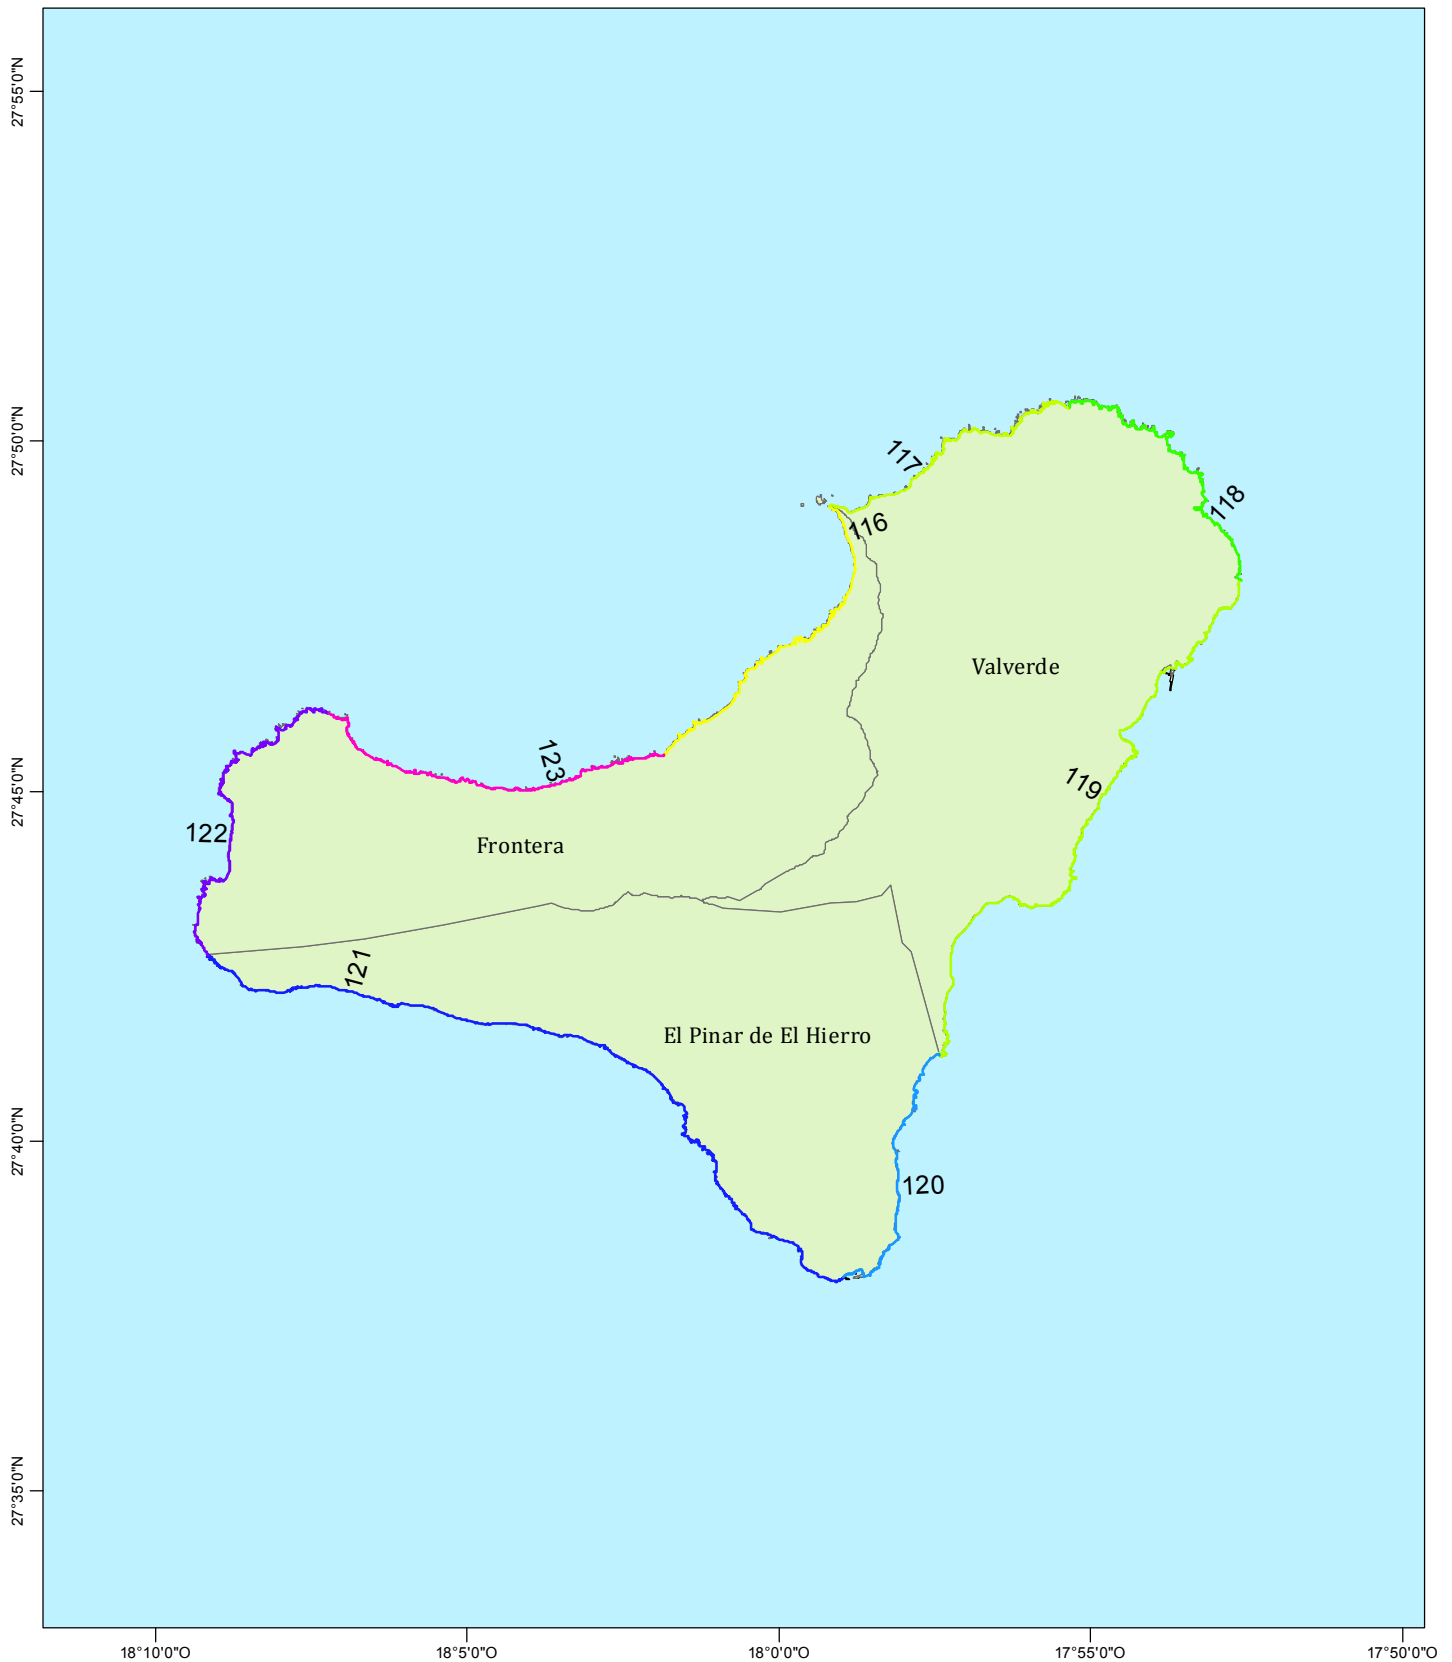 27°55'0"N
27°50'0"N
117
118
116
Valverde
123
119
27°45'0"N
122
Frontera
121
El Pinar de El Hierro
27°40'0"N
120
27°35'0"N
18°10'0"O
18°5'0"O
18°0'0"O
17°55'0"O
17°50'0"O